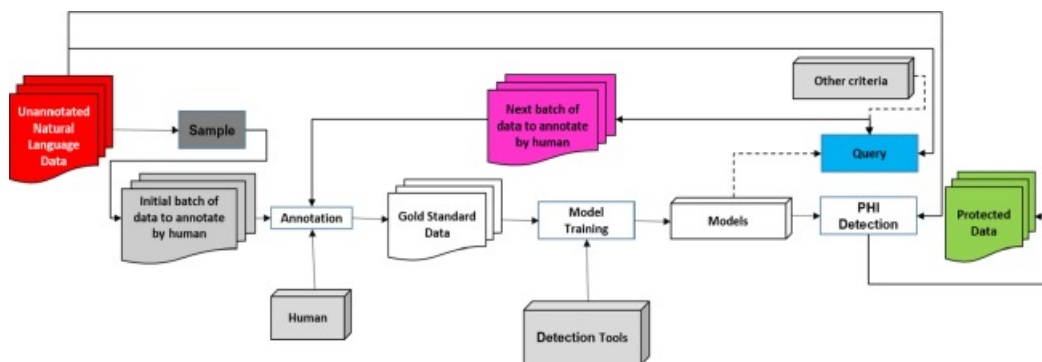 Other criteria
Unannotated
Natural
Language
Data
Sample
Next batch of
data to annotate
by human
Query
Initial batch of
data to annotate
by human
Annotation
Gold Standard
Data
Model
Training
Models
PHI
Detection
Protected
Data
Human
Detection Tools